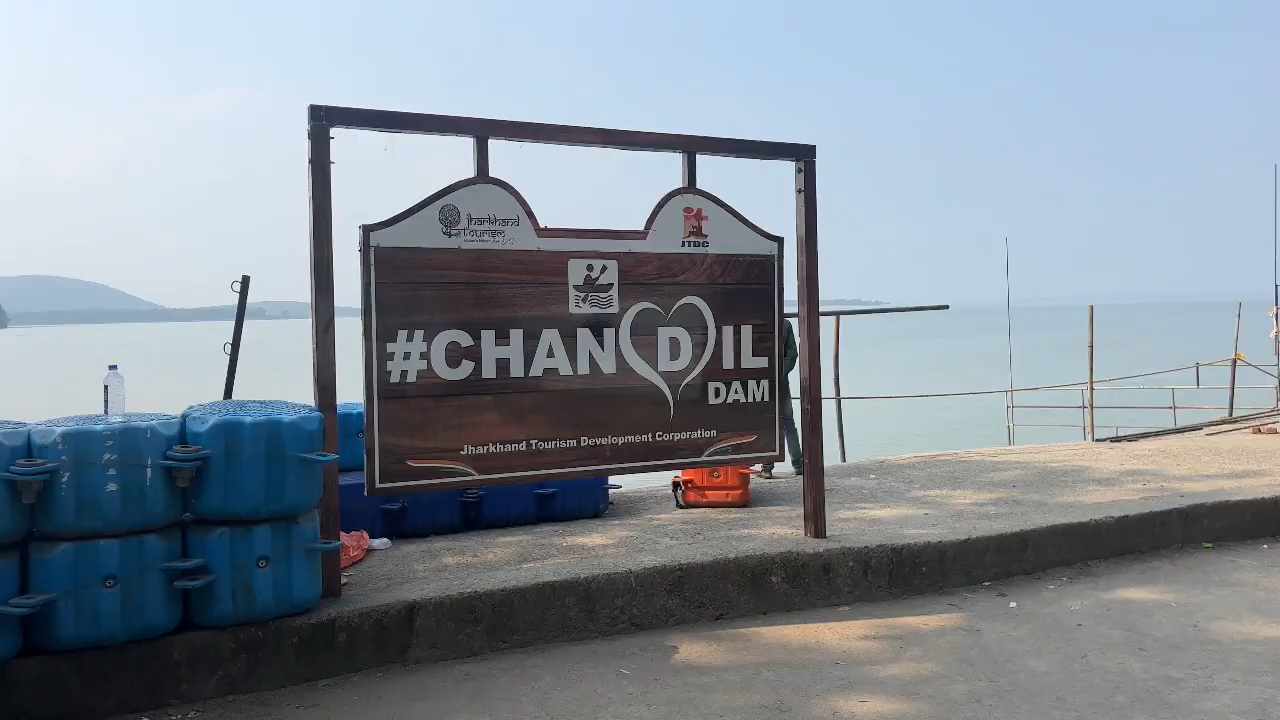 Jharkhand
Tourism
JTDC
#CHANDIL
DAM
Jharkhand Tourism Development Corporation